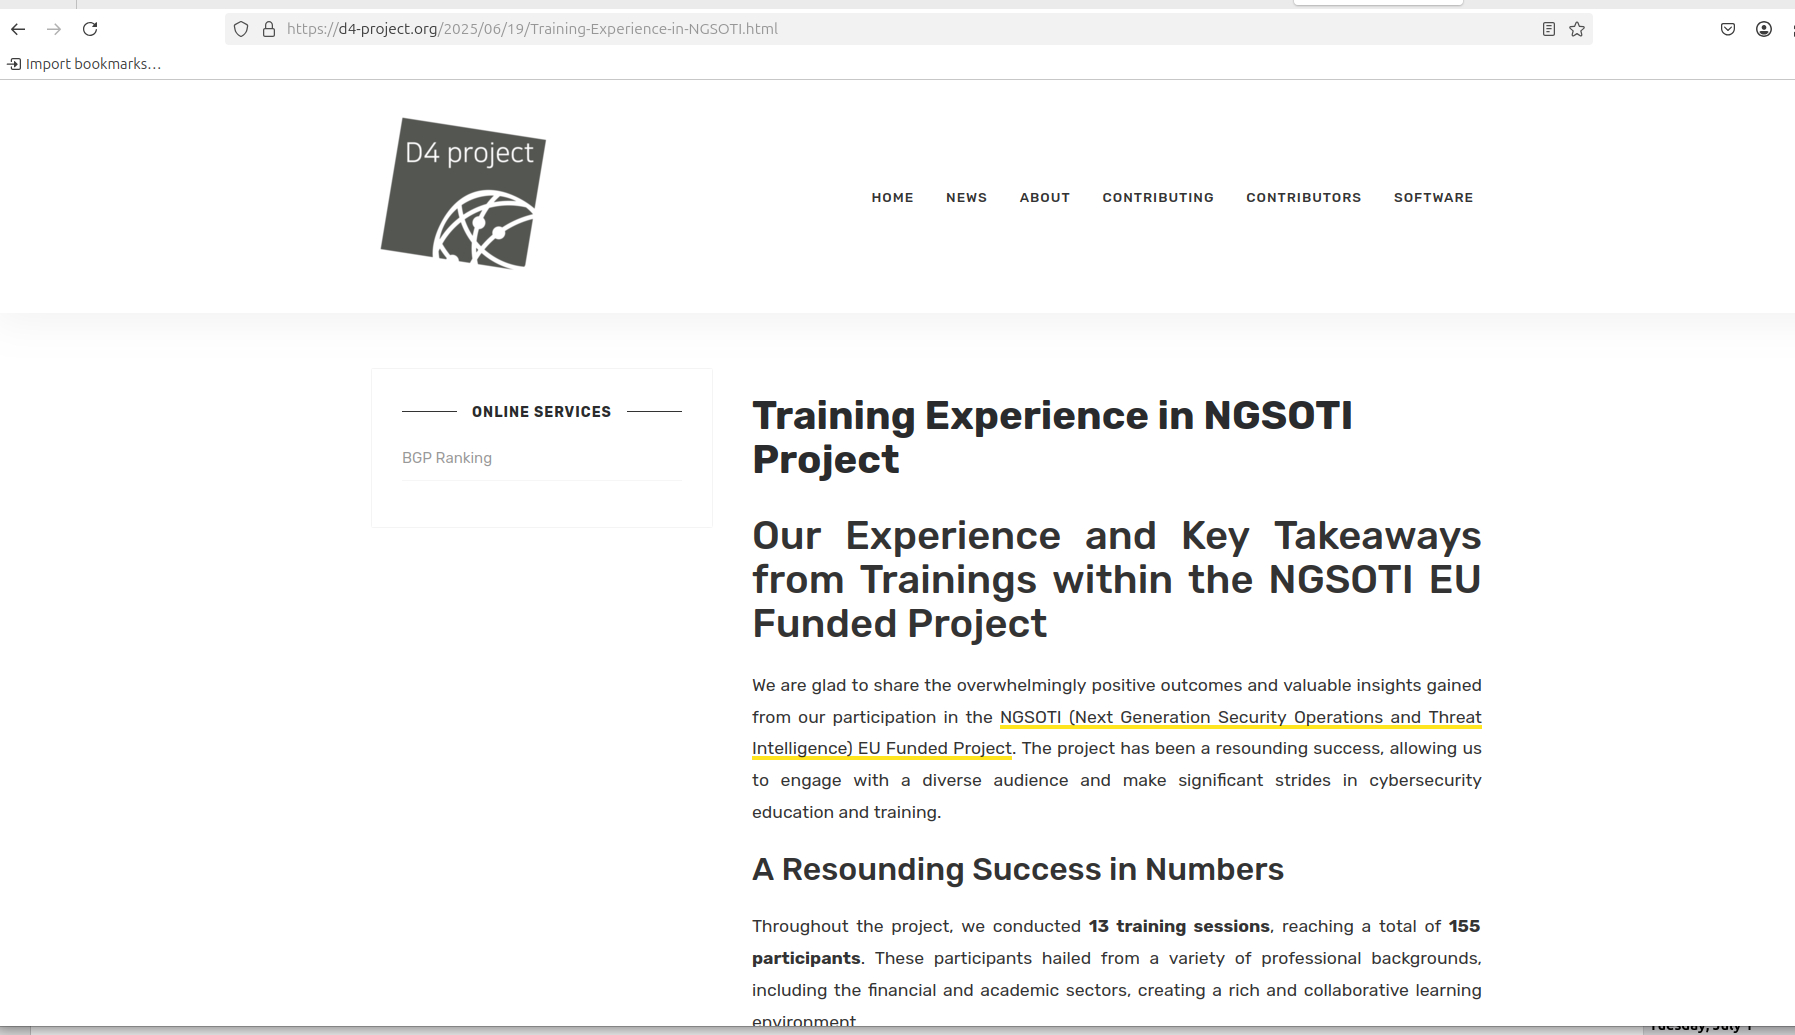 https://d4-project.org/2025/06/19/Training-Experience-in-NGSOTI.html
Import bookmarks...
D4 project
HOME NEWS ABOUT CONTRIBUTING CONTRIBUTORS SOFTWARE
ONLINE SERVICES
BGP Ranking
Training Experience in NGSOTI
Project
Our Experience and Key Takeaways
from Trainings within the NGSOTI EU
Funded Project
We are glad to share the overwhelmingly positive outcomes and valuable insights gained
from our participation in the NGSOTI (Next Generation Security Operations and Threat
Intelligence) EU Funded Project. The project has been a resounding success, allowing us
to engage with a diverse audience and make significant strides in cybersecurity
education and training.
A Resounding Success in Numbers
Throughout the project, we conducted 13 training sessions, reaching a total of 155
participants. These participants hailed from a variety of professional backgrounds,
including the financial and academic sectors, creating a rich and collaborative learning
environment
Tuesday, July 1